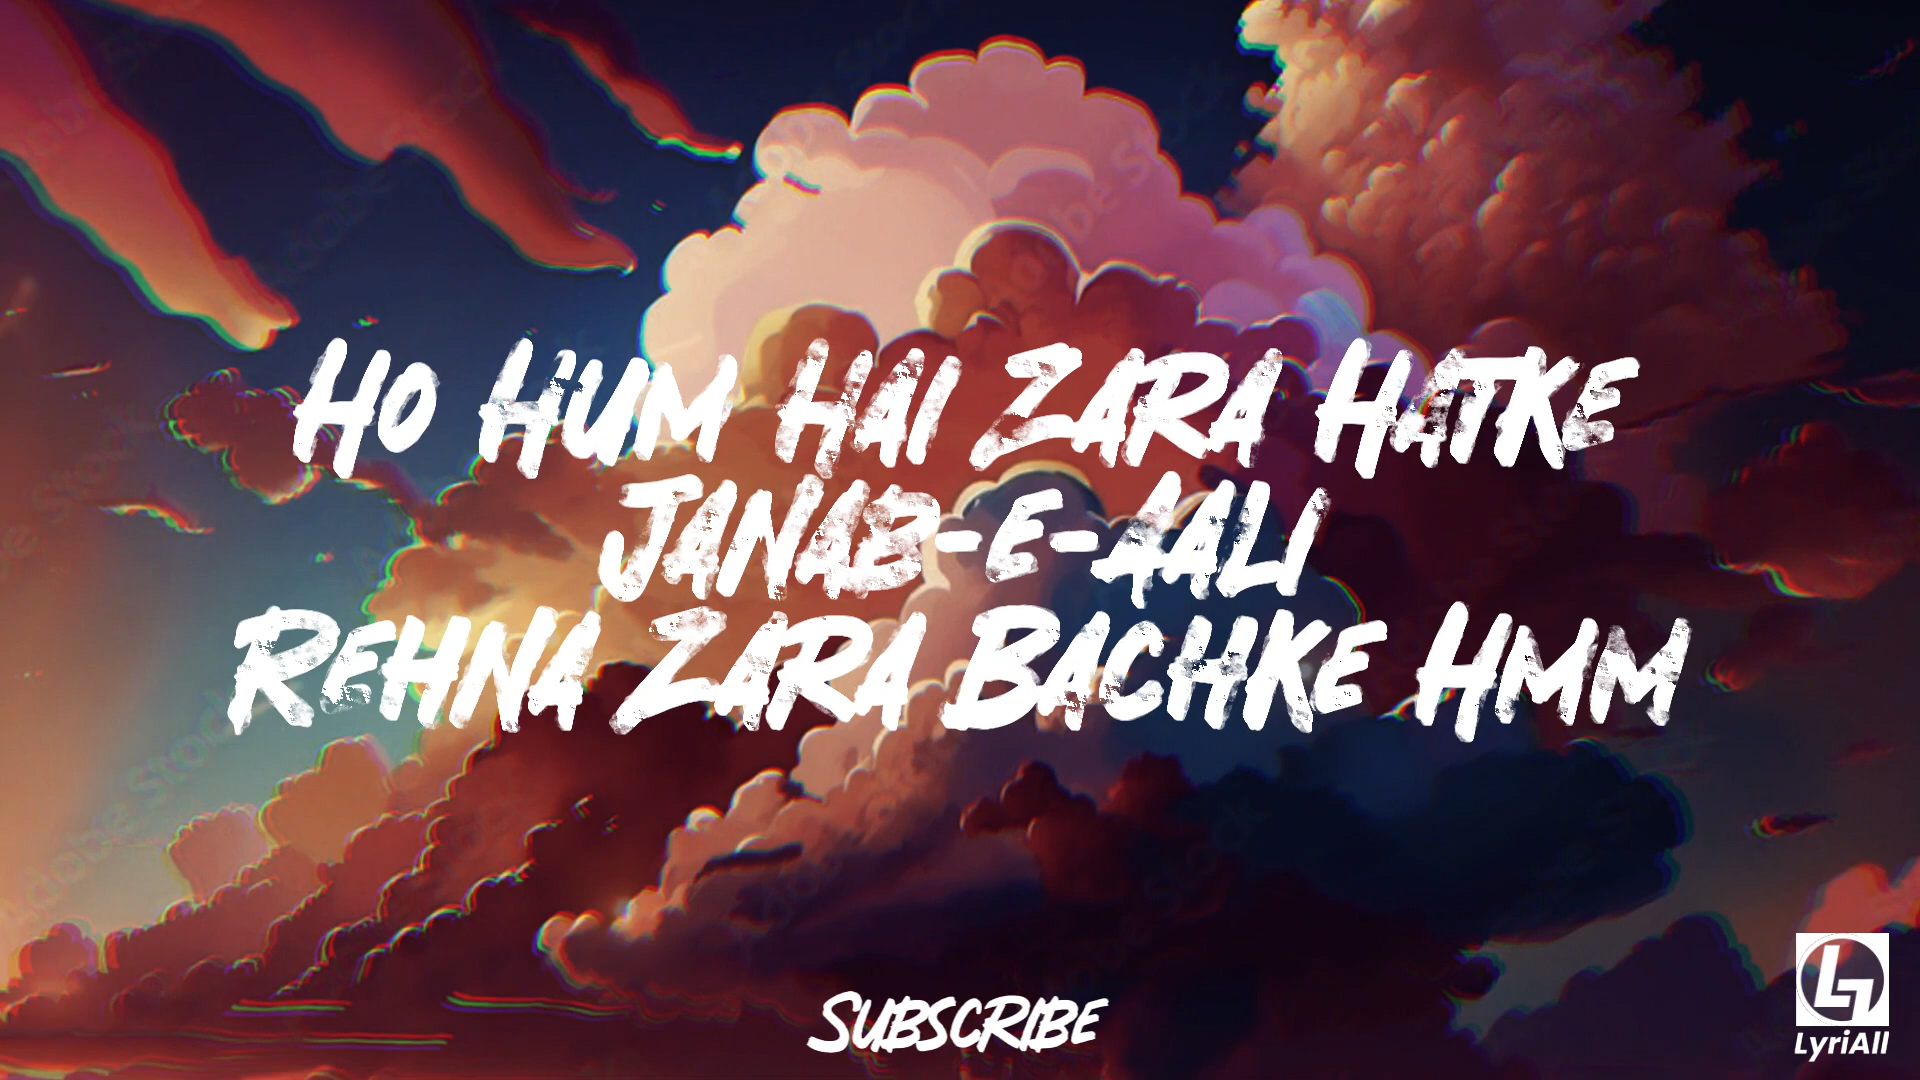 Ho Hum Hai Zara Hatke
Janab-e-Aali
Rehna Zara Bachke Hmm
Subscribe
LyriAll